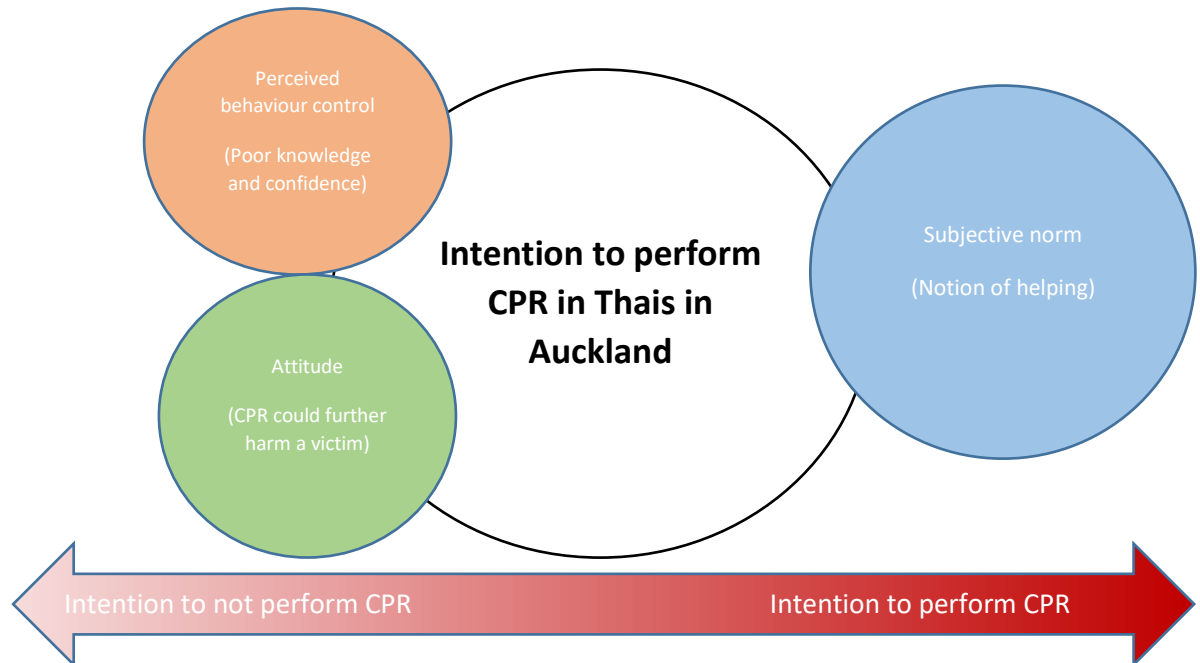 Perceived
behaviour control
(Poor knowledge
and confidence)
Attitude
(CPR could further
harm a victim)
Intention to perform
CPR in Thais in
Auckland
Subjective norm
(Notion of helping)
Intention to not perform CPR
Intention to perform CPR